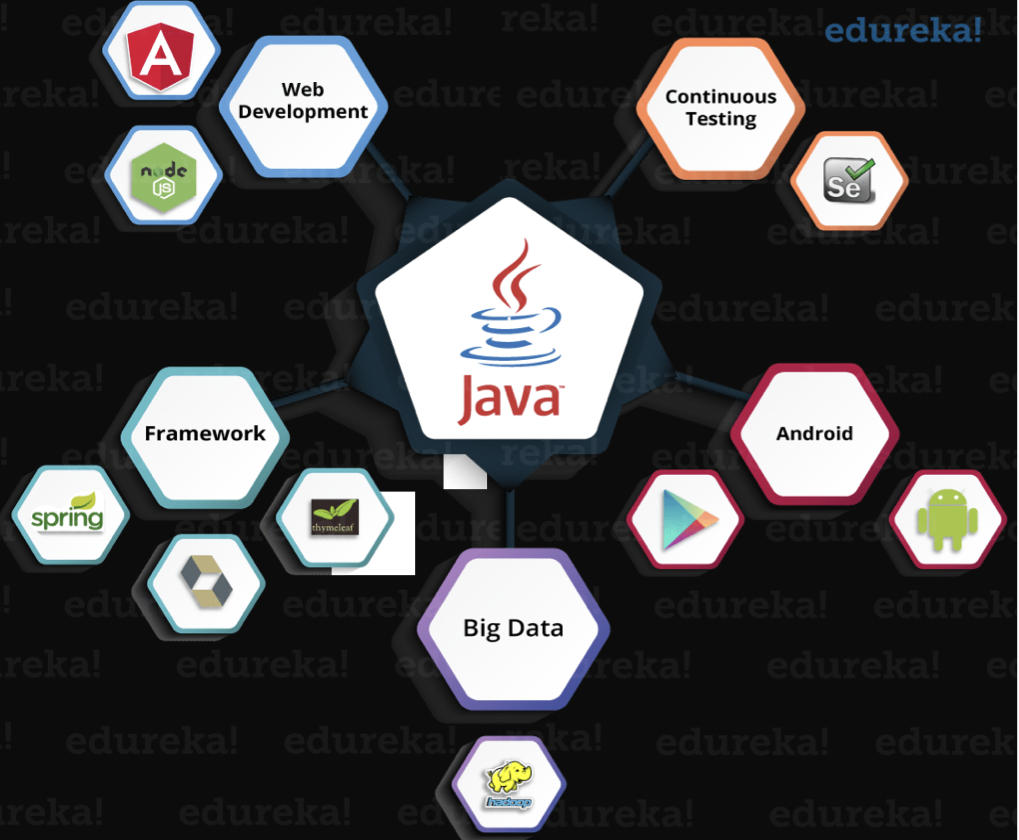 edureka!
Web
Development
Continuous
Testing
A
node
JS
Se
Java
Framework
Android
spring
thymeleaf
Big Data
hadoop